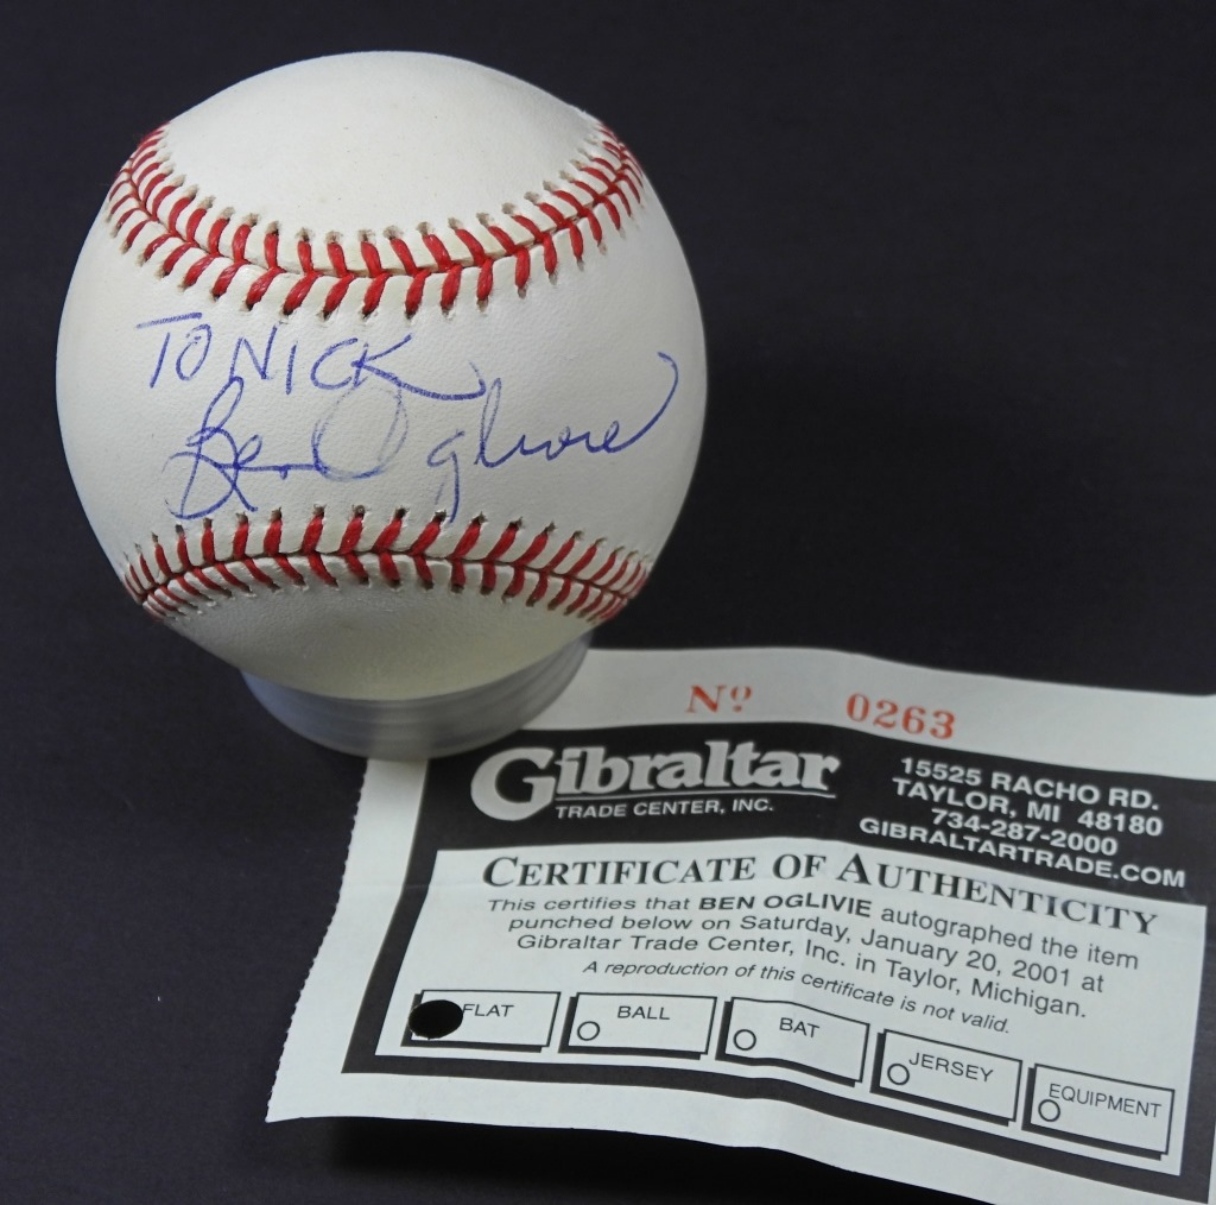 TO NICK
Ben Oglivie
Nº 0263
Gibraltar
TRADE CENTER, INC.
15525 RACHO RD.
TAYLOR, MI 48180
734-287-2000
GIBRALTARTRADE.COM
CERTIFICATE OF AUTHENTICITY
This certifies that BEN OGLIVIE autographed the item
punched below on Saturday, January 20, 2001 at
Gibraltar Trade Center, Inc. in Taylor, Michigan.
A reproduction of this certificate is not valid.
FLAT BALL BAT JERSEY EQUIPMENT